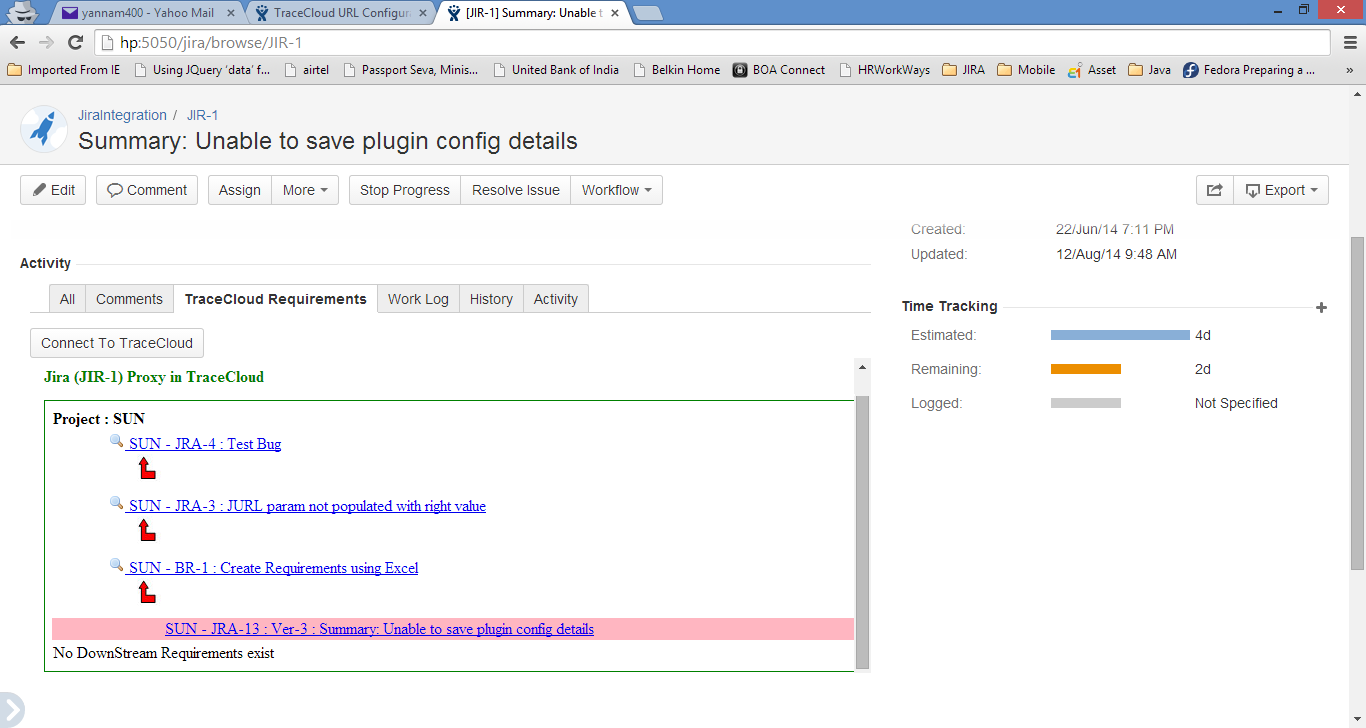 yannam400 - Yahoo Mail
TraceCloud URL Configur
[JIR-1] Summary: Unable t
hp:5050/jira/browse/JIR-1
Imported From IE
Using JQuery 'data' f...
airtel
Passport Seva, Minis...
United Bank of India
Belkin Home
BOA Connect
HRWorkWays
JIRA
Mobile
Asset
Java
Fedora Preparing a ...
»
JiraIntegration / JIR-1
Summary: Unable to save plugin config details
Edit
Comment
Assign
More
Stop Progress
Resolve Issue
Workflow
Export
Created: 22/Jun/14 7:11 PM
Updated: 12/Aug/14 9:48 AM
Activity
All
Comments
TraceCloud Requirements
Work Log
History
Activity
Time Tracking
Estimated: 4d
Remaining: 2d
Logged: Not Specified
Connect To TraceCloud
Jira (JIR-1) Proxy in TraceCloud
Project : SUN
SUN - JRA-4 : Test Bug
SUN - JRA-3 : JURL param not populated with right value
SUN - BR-1 : Create Requirements using Excel
SUN - JRA-13 : Ver-3 : Summary: Unable to save plugin config details
No DownStream Requirements exist